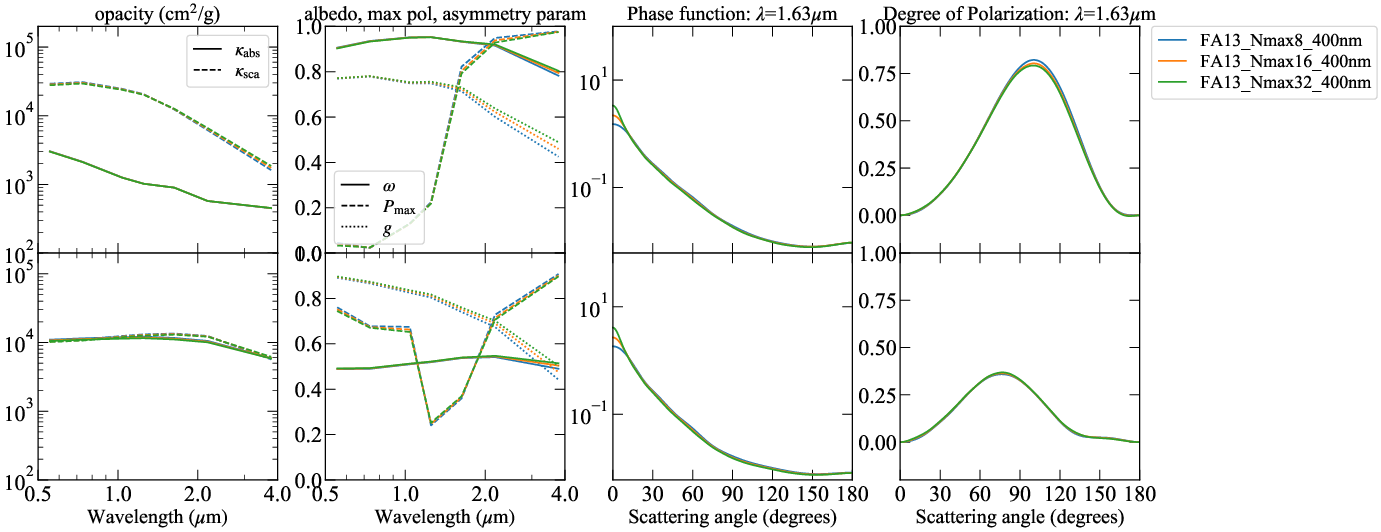 opacity (cm²/g)
albedo, max pol, asymmetry param
Phase function: λ=1.63μm
Degree of Polarization: λ=1.63μm
10⁵
10⁴
10³
10²
κabs
κsca
1.0
0.8
0.6
0.4
0.2
0.0
ω
Pmax
g
10¹
10⁻¹
1.00
0.75
0.50
0.25
0.00
FA13_Nmax8_400nm
FA13_Nmax16_400nm
FA13_Nmax32_400nm
10⁵
10⁴
10³
10²
1.0
0.8
0.6
0.4
0.2
0.0
10¹
10⁻¹
1.00
0.75
0.50
0.25
0.00
0.5 1.0 2.0 4.0
0.5 1.0 2.0 4.0
0 30 60 90 120 150 180
0 30 60 90 120 150 180
Wavelength (μm)
Wavelength (μm)
Scattering angle (degrees)
Scattering angle (degrees)